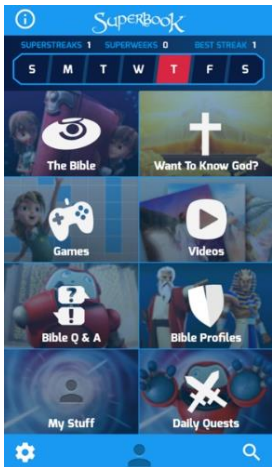 SUPERBOOK
SUPERSTREAKS 1 SUPERWEEKS 0 BEST STREAK 1
S M T W T F S
The Bible
Want To Know God?
Games
Videos
Bible Q & A
Bible Profiles
My Stuff
Daily Quests